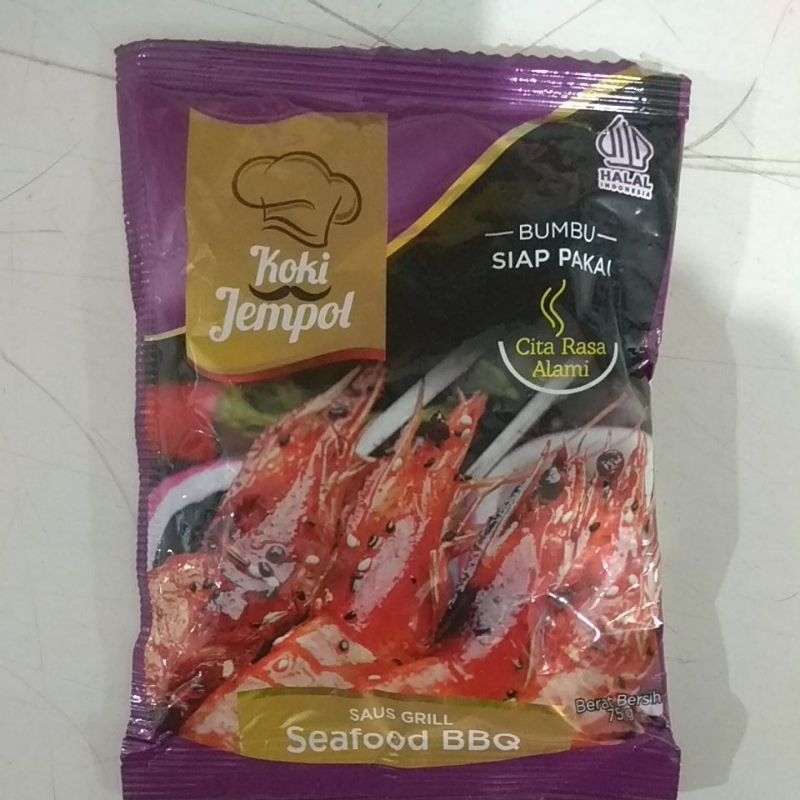 HALAL
INDONESIA
BUMBU
SIAP PAKAI
Koki
Jempol
Cita Rasa
Alami
Berat Bersih
75g
SAUS GRILL
Seafood BBQ